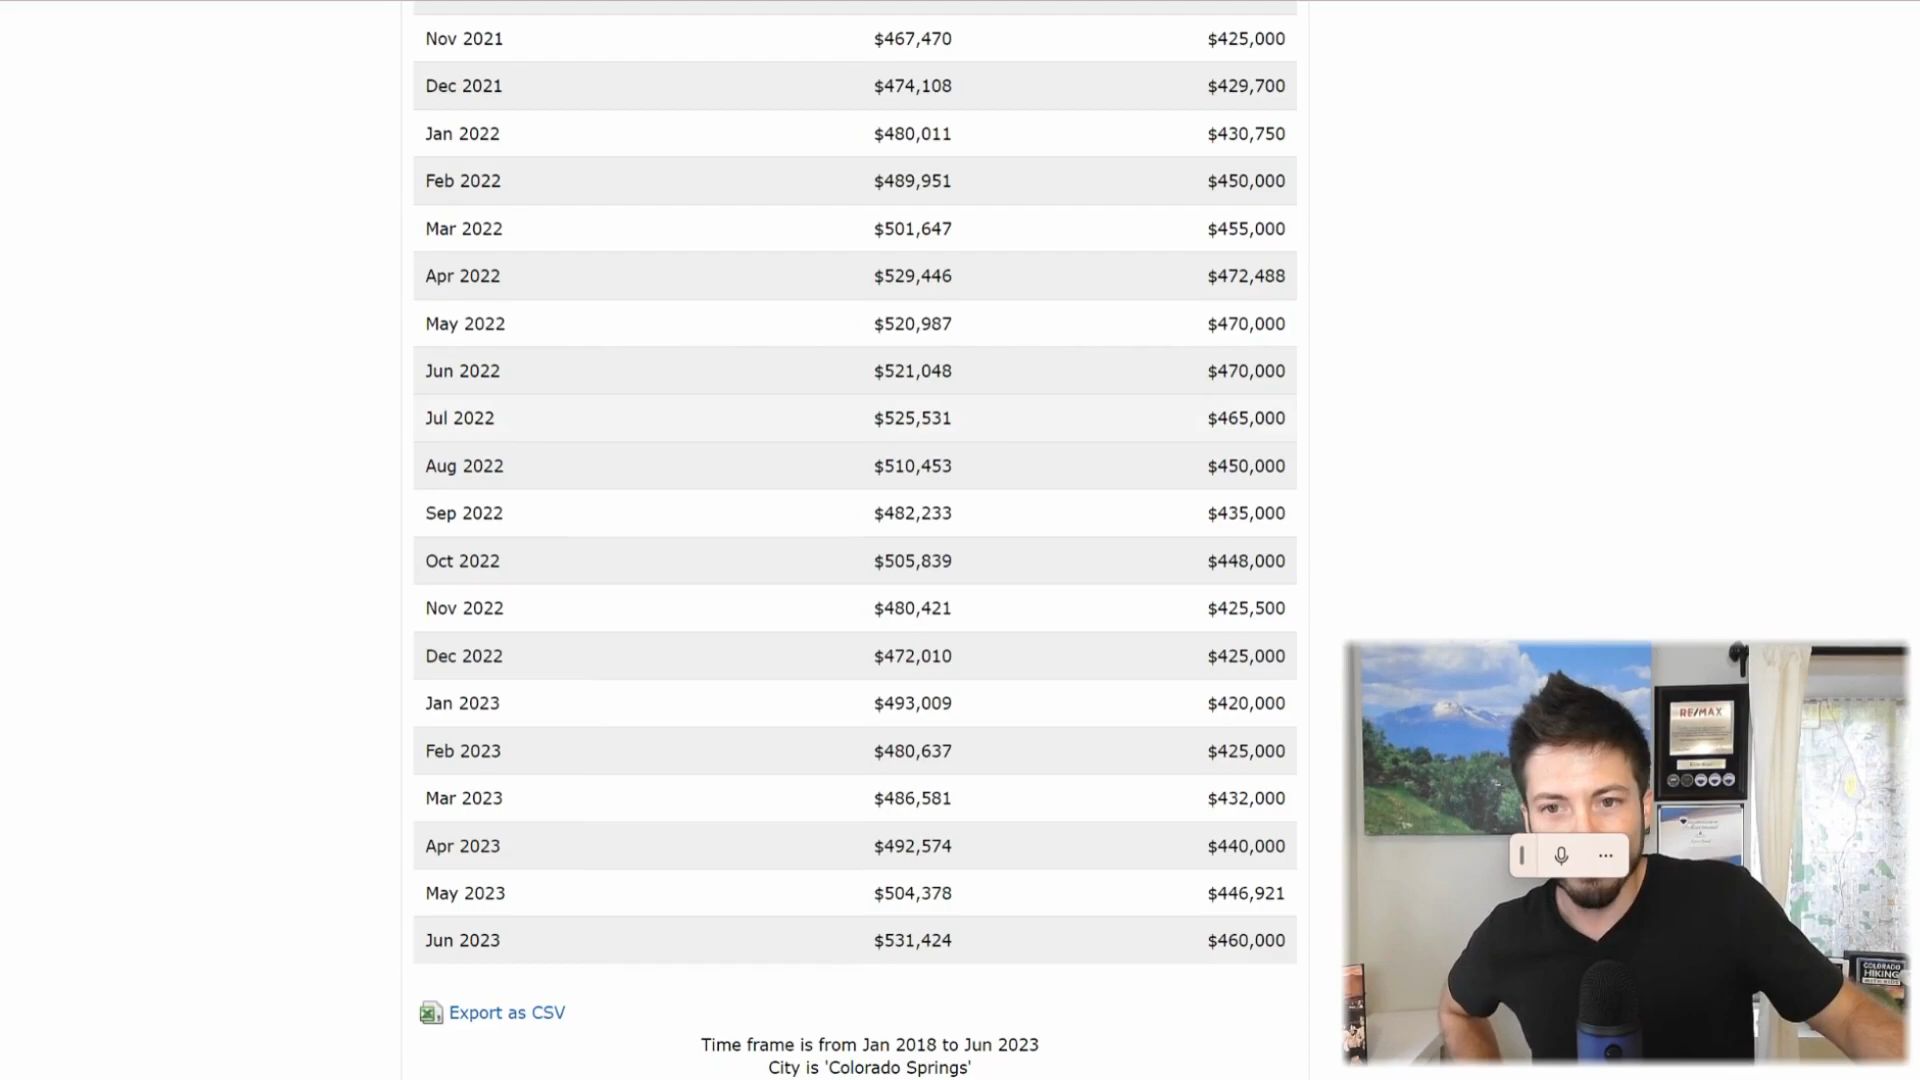 Nov 2021 $467,470 $425,000
Dec 2021 $474,108 $429,700
Jan 2022 $480,011 $430,750
Feb 2022 $489,951 $450,000
Mar 2022 $501,647 $455,000
Apr 2022 $529,446 $472,488
May 2022 $520,987 $470,000
Jun 2022 $521,048 $470,000
Jul 2022 $525,531 $465,000
Aug 2022 $510,453 $450,000
Sep 2022 $482,233 $435,000
Oct 2022 $505,839 $448,000
Nov 2022 $480,421 $425,500
Dec 2022 $472,010 $425,000
Jan 2023 $493,009 $420,000
Feb 2023 $480,637 $425,000
Mar 2023 $486,581 $432,000
Apr 2023 $492,574 $440,000
May 2023 $504,378 $446,921
Jun 2023 $531,424 $460,000
Export as CSV
Time frame is from Jan 2018 to Jun 2023
City is 'Colorado Springs'
RE/MAX
COLORADO
HIKING